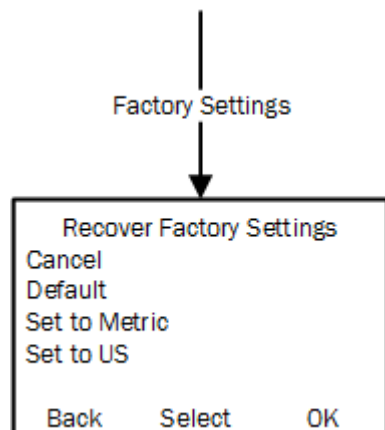 Factory Settings
Recover Factory Settings
Cancel
Default
Set to Metric
Set to US
Back Select OK